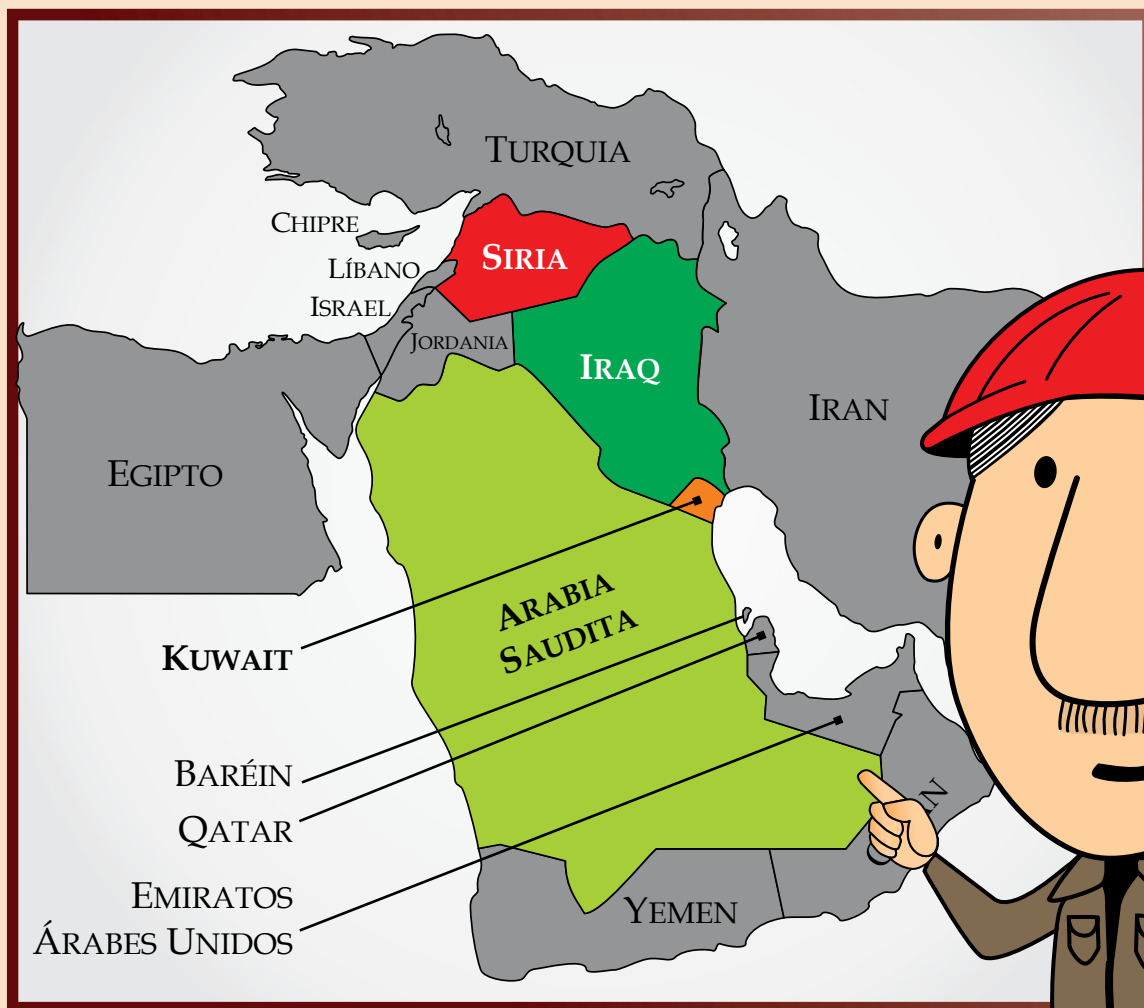 TURQUIA
CHIPRE
SIRIA
LÍBANO
ISRAEL
JORDANIA
IRAQ
IRAN
EGIPTO
ARABIA
SAUDITA
KUWAIT
BARÉIN
QATAR
EMIRATOS
ÁRABES UNIDOS
YEMEN